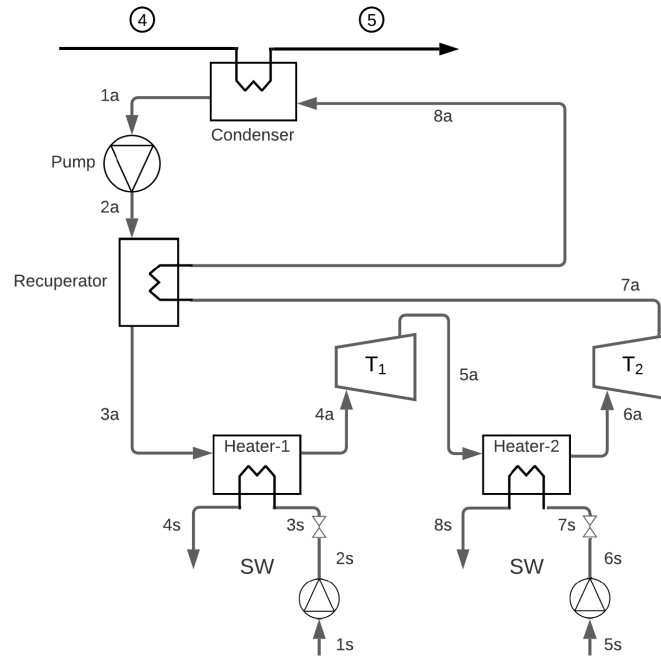 4
5
1a
8a
Condenser
Pump
2a
Recuperator
7a
T1
T2
5a
3a
4a
6a
Heater-1
Heater-2
4s
3s
8s
7s
SW
2s
SW
6s
1s
5s